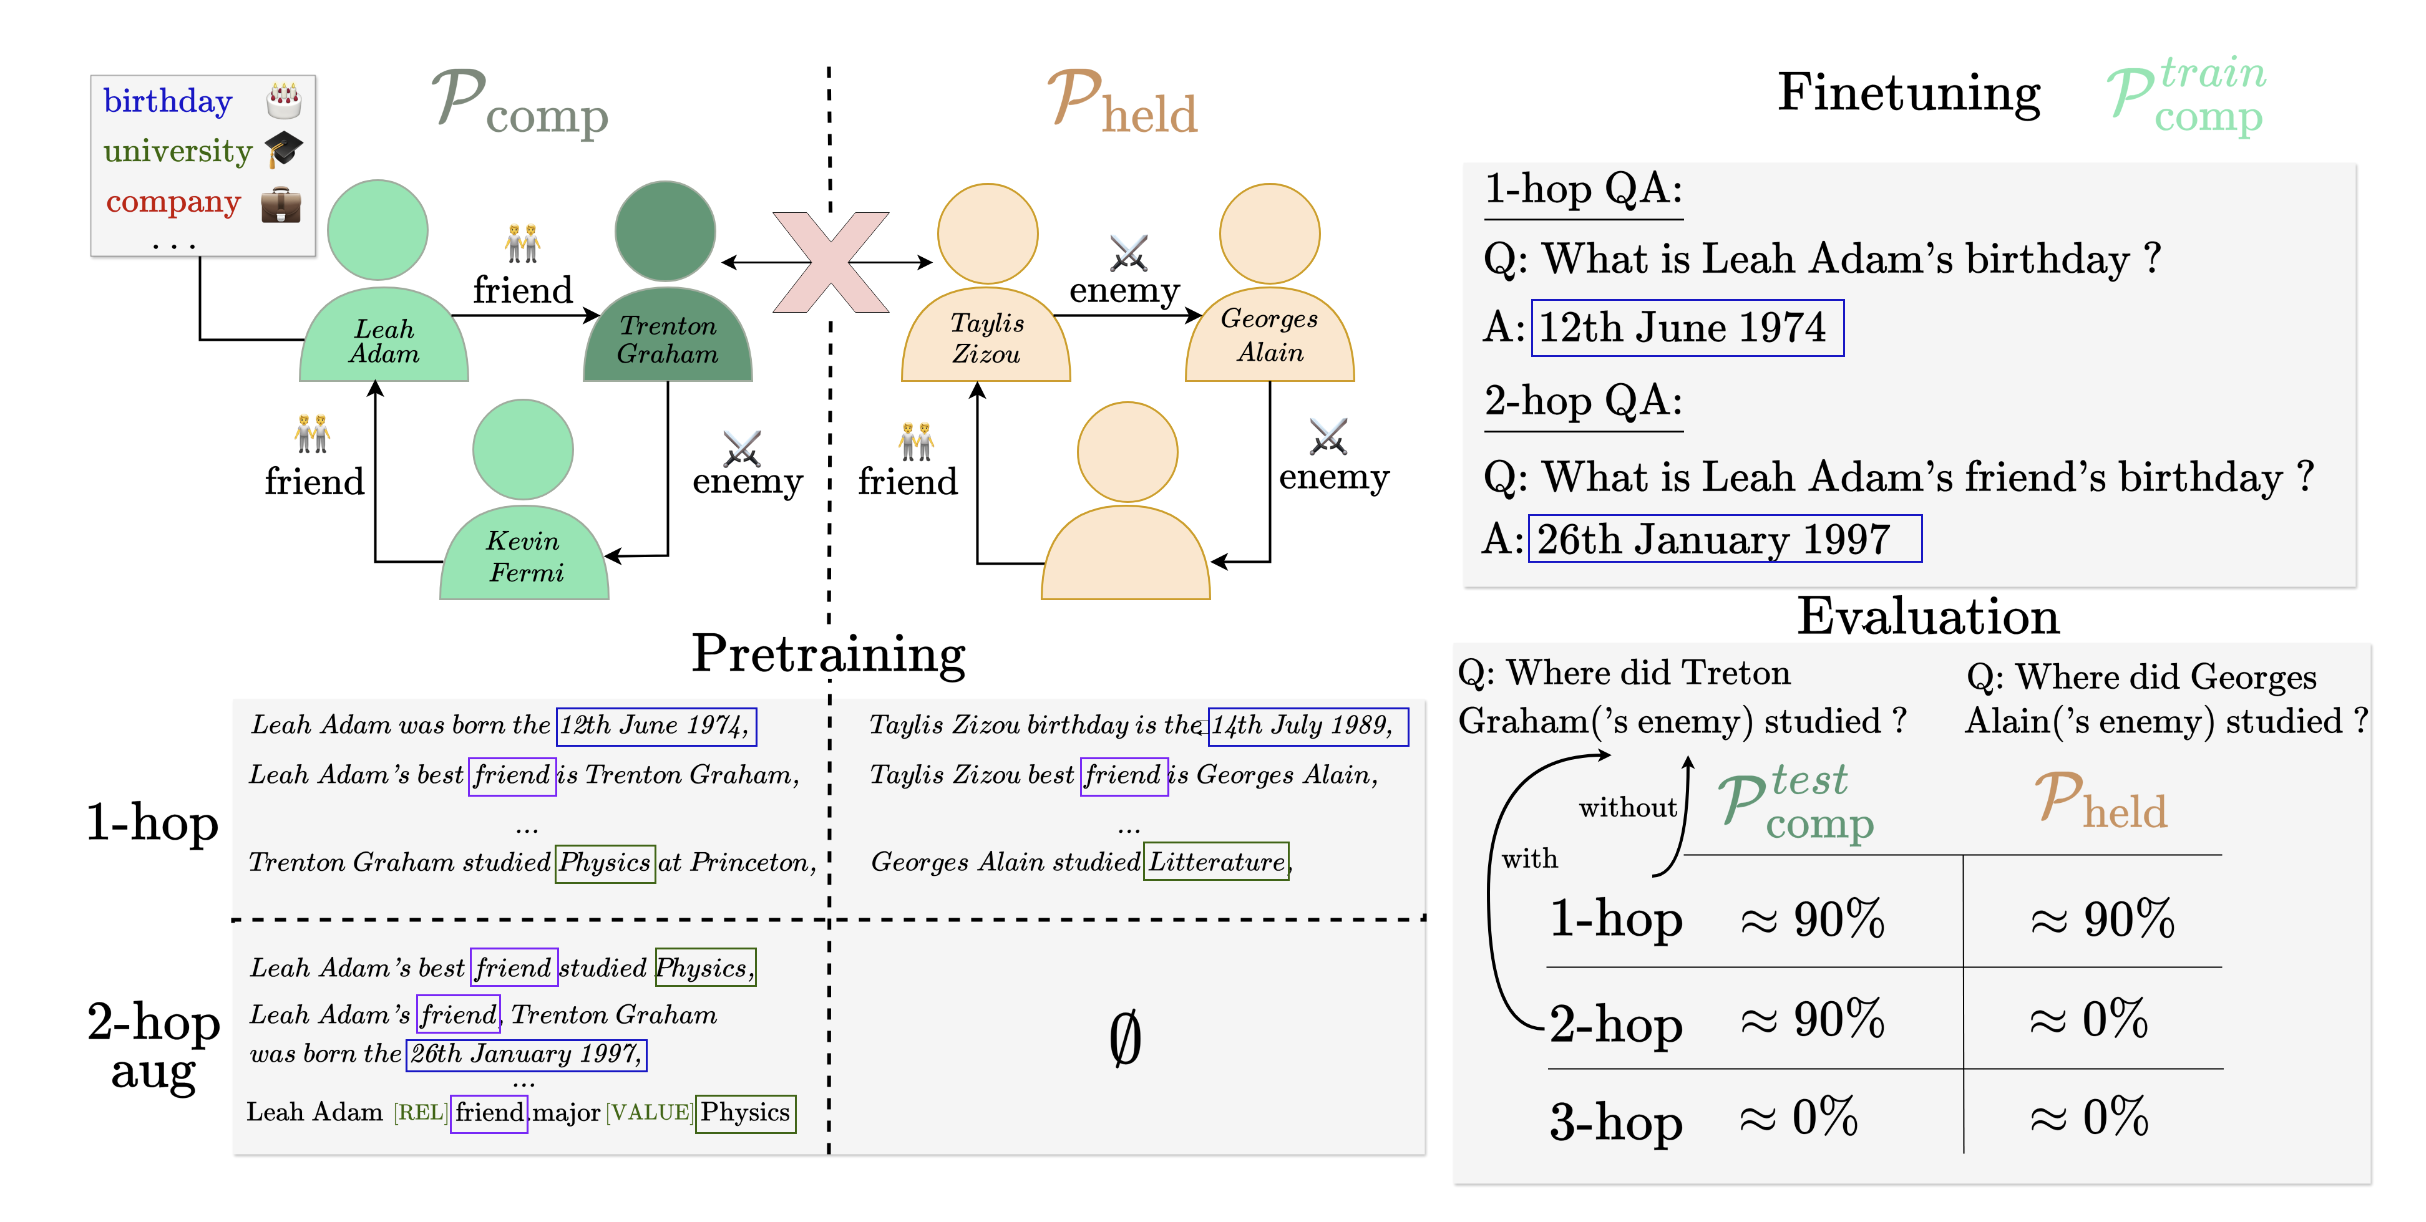 birthday
university
company
...
𝒫comp
𝒫held
friend
Leah
Adam
Trenton
Graham
friend
enemy
Kevin
Fermi
enemy
Taylis
Zizou
Georges
Alain
friend
enemy
Pretraining
1-hop
Leah Adam was born the 12th June 1974,
Leah Adam's best friend is Trenton Graham,
...
Trenton Graham studied Physics at Princeton,
Taylis Zizou birthday is the 14th July 1989,
Taylis Zizou best friend is Georges Alain,
...
Georges Alain studied Litterature,
2-hop
aug
Leah Adam's best friend studied Physics,
Leah Adam's friend, Trenton Graham
was born the 26th January 1997,
...
Leah Adam [REL] friend.major [VALUE] Physics
∅
Finetuning 𝒫comp^train
1-hop QA:
Q: What is Leah Adam's birthday ?
A: 12th June 1974
2-hop QA:
Q: What is Leah Adam's friend's birthday ?
A: 26th January 1997
Evaluation
Q: Where did Treton
Graham('s enemy) studied ?
Q: Where did Georges
Alain('s enemy) studied ?
without
with
𝒫comp^test 𝒫held
1-hop ≈ 90% ≈ 90%
2-hop ≈ 90% ≈ 0%
3-hop ≈ 0% ≈ 0%